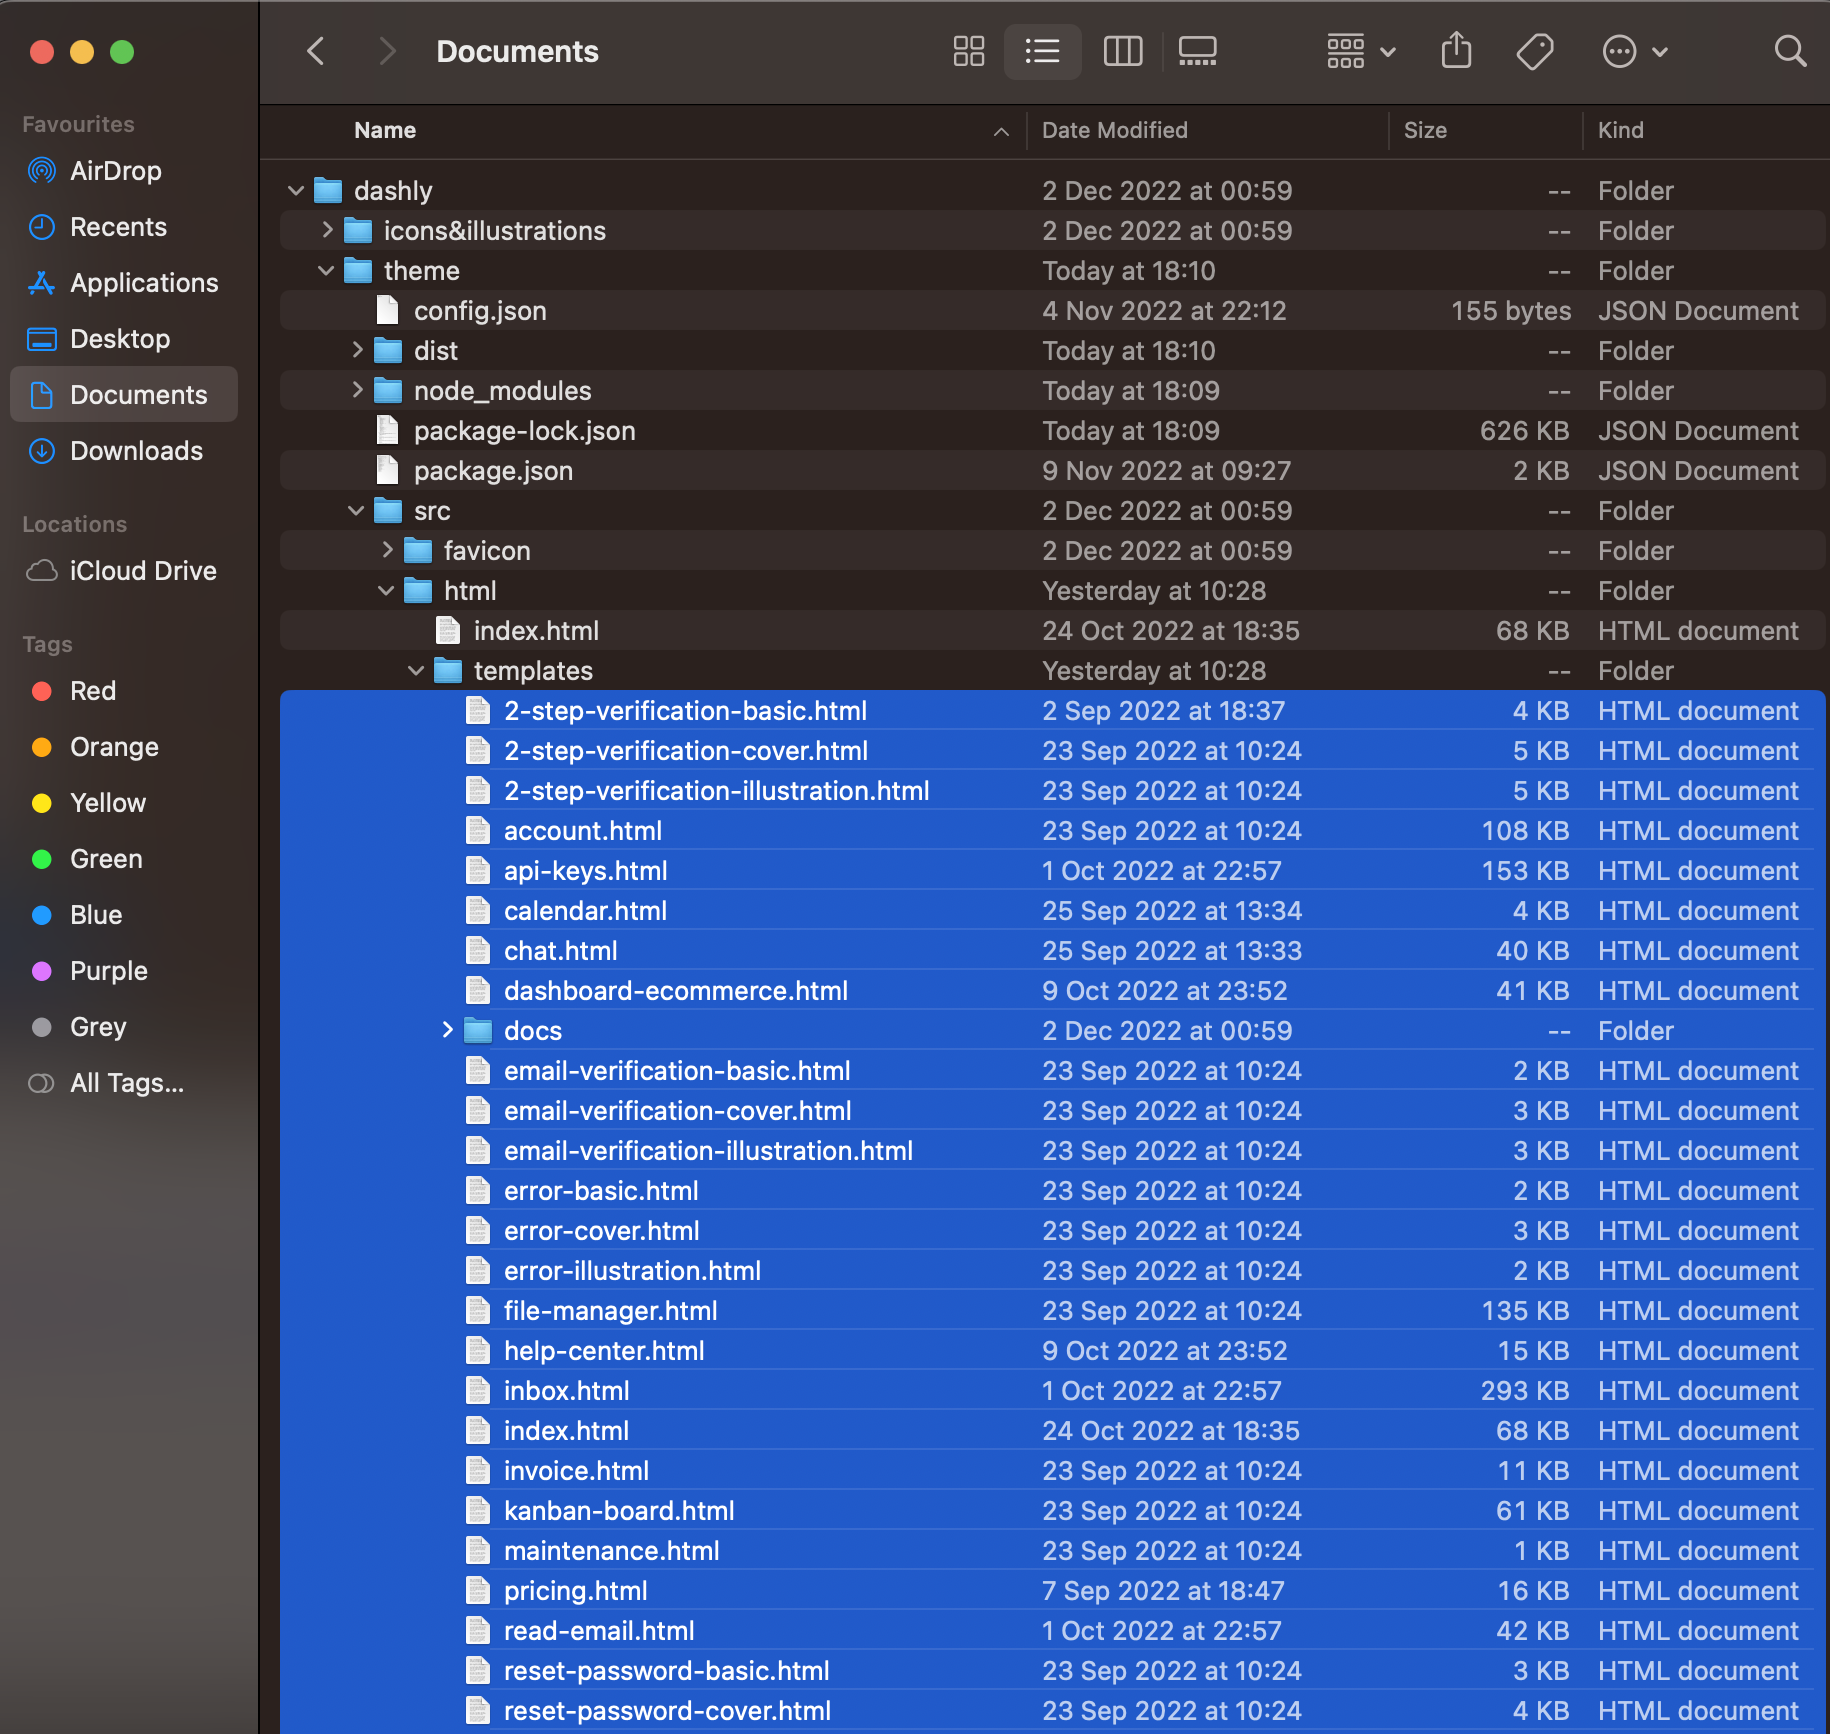 Documents
Favourites
AirDrop
Recents
Applications
Desktop
Documents
Downloads
Locations
iCloud Drive
Tags
Red
Orange
Yellow
Green
Blue
Purple
Grey
All Tags...
Name Date Modified Size Kind
dashly 2 Dec 2022 at 00:59 -- Folder
icons&illustrations 2 Dec 2022 at 00:59 -- Folder
theme Today at 18:10 -- Folder
config.json 4 Nov 2022 at 22:12 155 bytes JSON Document
dist Today at 18:10 -- Folder
node_modules Today at 18:09 -- Folder
package-lock.json Today at 18:09 626 KB JSON Document
package.json 9 Nov 2022 at 09:27 2 KB JSON Document
src 2 Dec 2022 at 00:59 -- Folder
favicon 2 Dec 2022 at 00:59 -- Folder
html Yesterday at 10:28 -- Folder
index.html 24 Oct 2022 at 18:35 68 KB HTML document
templates Yesterday at 10:28 -- Folder
2-step-verification-basic.html 2 Sep 2022 at 18:37 4 KB HTML document
2-step-verification-cover.html 23 Sep 2022 at 10:24 5 KB HTML document
2-step-verification-illustration.html 23 Sep 2022 at 10:24 5 KB HTML document
account.html 23 Sep 2022 at 10:24 108 KB HTML document
api-keys.html 1 Oct 2022 at 22:57 153 KB HTML document
calendar.html 25 Sep 2022 at 13:34 4 KB HTML document
chat.html 25 Sep 2022 at 13:33 40 KB HTML document
dashboard-ecommerce.html 9 Oct 2022 at 23:52 41 KB HTML document
docs 2 Dec 2022 at 00:59 -- Folder
email-verification-basic.html 23 Sep 2022 at 10:24 2 KB HTML document
email-verification-cover.html 23 Sep 2022 at 10:24 3 KB HTML document
email-verification-illustration.html 23 Sep 2022 at 10:24 3 KB HTML document
error-basic.html 23 Sep 2022 at 10:24 2 KB HTML document
error-cover.html 23 Sep 2022 at 10:24 3 KB HTML document
error-illustration.html 23 Sep 2022 at 10:24 2 KB HTML document
file-manager.html 23 Sep 2022 at 10:24 135 KB HTML document
help-center.html 9 Oct 2022 at 23:52 15 KB HTML document
inbox.html 1 Oct 2022 at 22:57 293 KB HTML document
index.html 24 Oct 2022 at 18:35 68 KB HTML document
invoice.html 23 Sep 2022 at 10:24 11 KB HTML document
kanban-board.html 23 Sep 2022 at 10:24 61 KB HTML document
maintenance.html 23 Sep 2022 at 10:24 1 KB HTML document
pricing.html 7 Sep 2022 at 18:47 16 KB HTML document
read-email.html 1 Oct 2022 at 22:57 42 KB HTML document
reset-password-basic.html 23 Sep 2022 at 10:24 3 KB HTML document
reset-password-cover.html 23 Sep 2022 at 10:24 4 KB HTML document